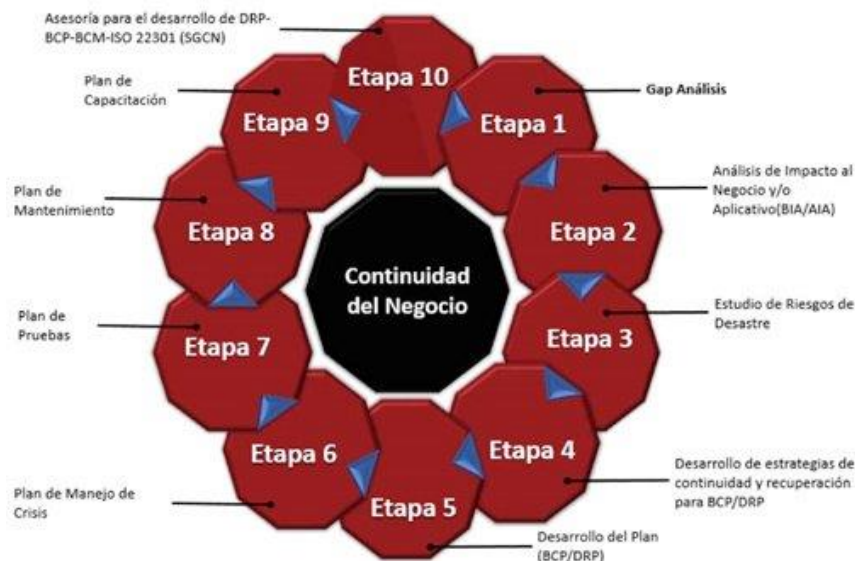 Asesoría para el desarrollo de DRP-
BCP-BCM-ISO 22301 (SGCN)
Etapa 10
Gap Análisis
Etapa 1
Análisis de Impacto al
Negocio y/o
Aplicativo(BIA/AIA)
Etapa 2
Estudio de Riesgos de
Desastre
Etapa 3
Desarrollo de estrategias de
continuidad y recuperación
para BCP/DRP
Etapa 4
Desarrollo del Plan
(BCP/DRP)
Etapa 5
Plan de Manejo de
Crisis
Etapa 6
Plan de
Pruebas
Etapa 7
Plan de
Mantenimiento
Etapa 8
Plan de
Capacitación
Etapa 9
Continuidad
del Negocio